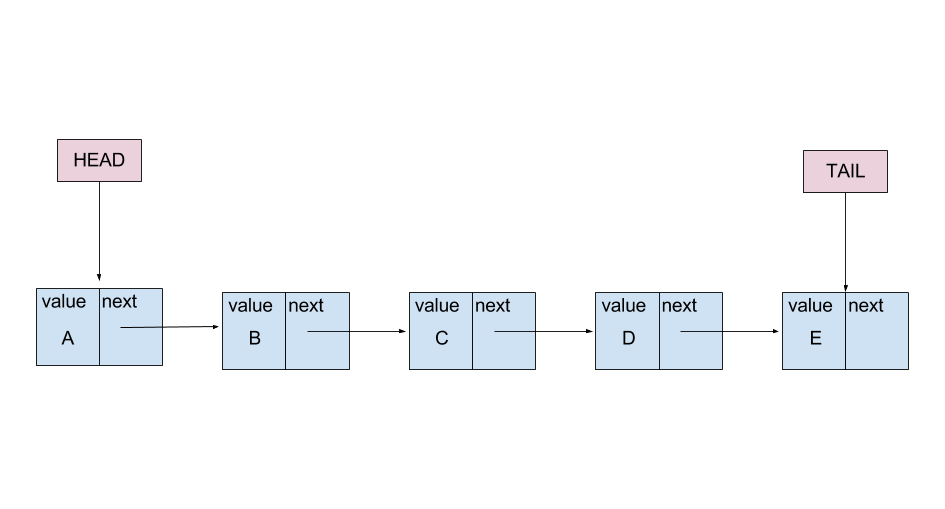 HEAD
TAIL
value next
A
value next
B
value next
C
value next
D
value next
E